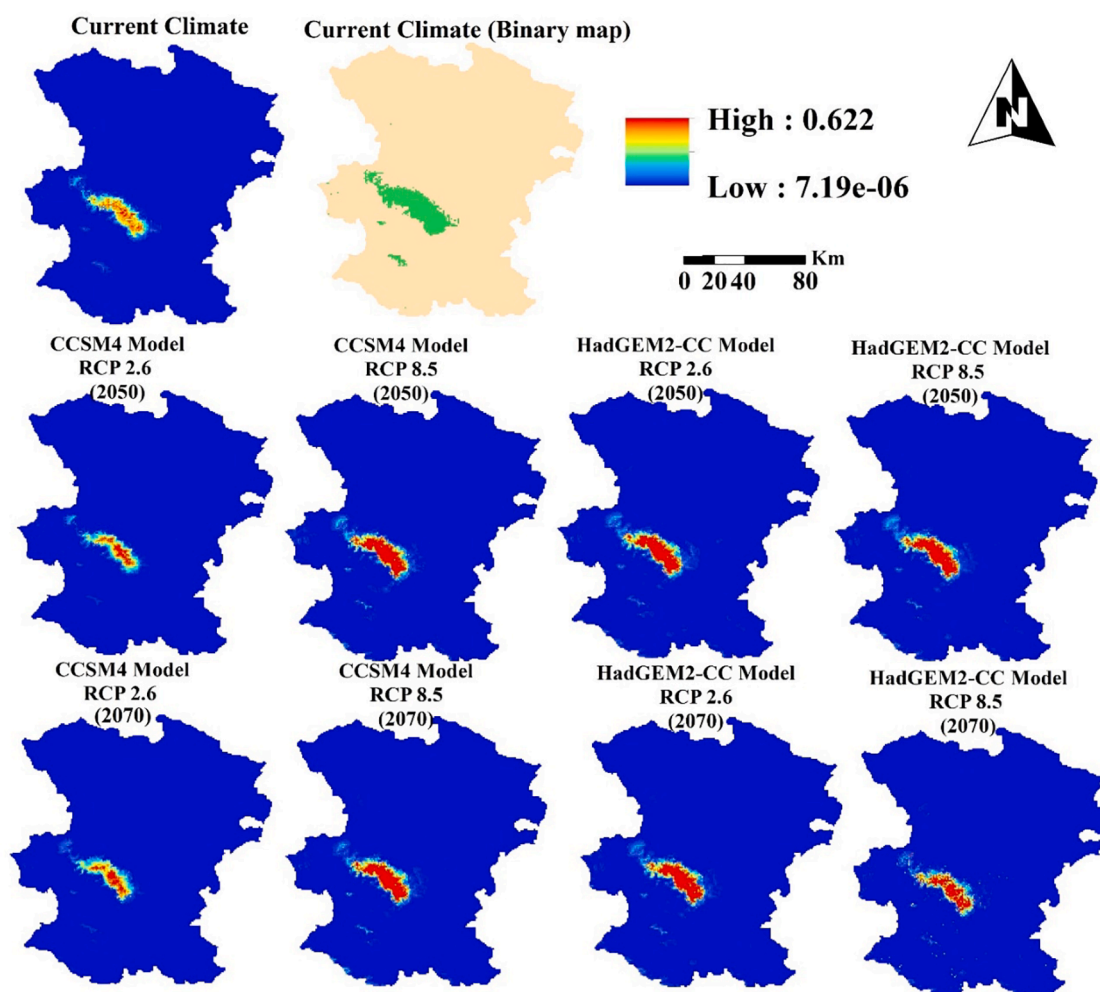 Current Climate
Current Climate (Binary map)
High : 0.622
Low : 7.19e-06
N
Km
0 20 40 80
CCSM4 Model
RCP 2.6
(2050)
CCSM4 Model
RCP 8.5
(2050)
HadGEM2-CC Model
RCP 2.6
(2050)
HadGEM2-CC Model
RCP 8.5
(2050)
CCSM4 Model
RCP 2.6
(2070)
CCSM4 Model
RCP 8.5
(2070)
HadGEM2-CC Model
RCP 2.6
(2070)
HadGEM2-CC Model
RCP 8.5
(2070)